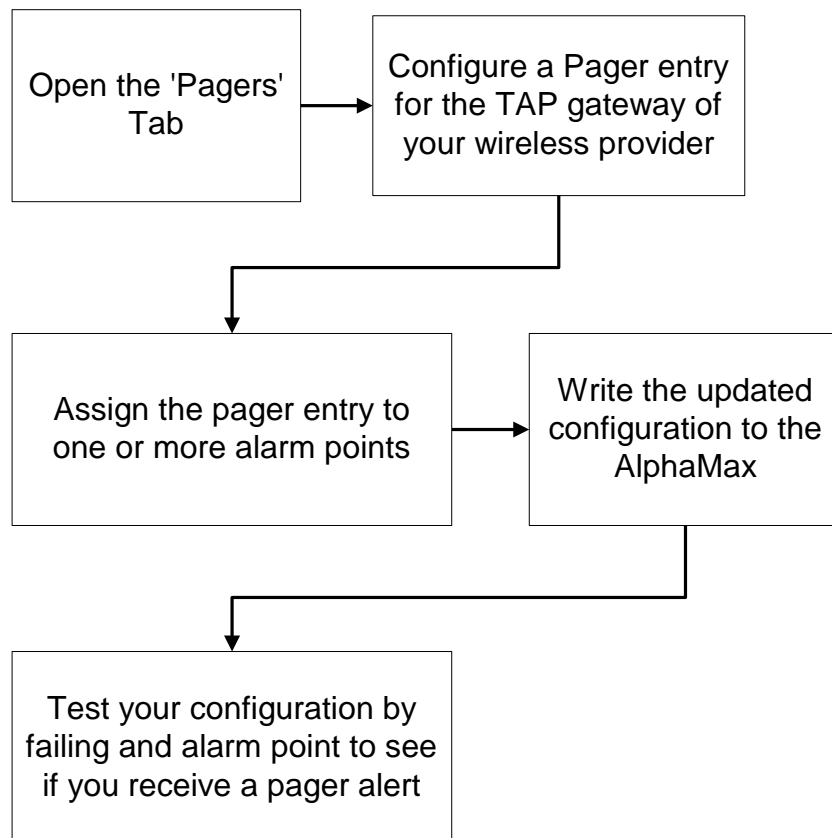 Open the 'Pagers'
Tab
Configure a Pager entry
for the TAP gateway of
your wireless provider
Assign the pager entry to
one or more alarm points
Write the updated
configuration to the
AlphaMax
Test your configuration by
failing and alarm point to see
if you receive a pager alert